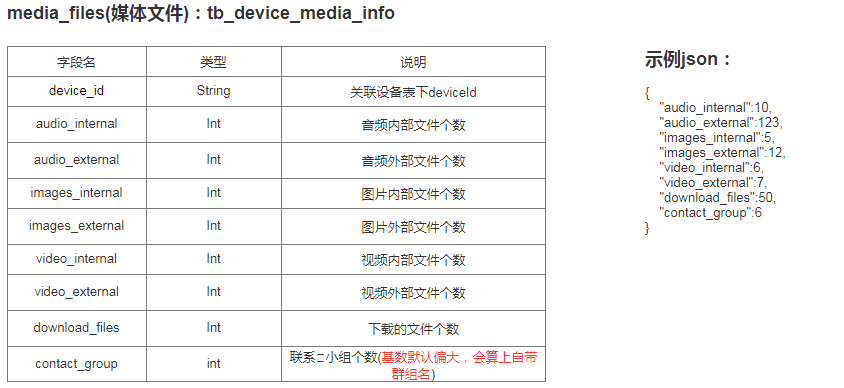 media_files(媒体文件)：tb_device_media_info
字段名 类型 说明
device_id String 关联设备表下deviceId
audio_internal Int 音频内部文件个数
audio_external Int 音频外部文件个数
images_internal Int 图片内部文件个数
images_external Int 图片外部文件个数
video_internal Int 视频内部文件个数
video_external Int 视频外部文件个数
download_files Int 下载的文件个数
contact_group int 联系□小组个数(基数默认偏大，会算上自带
群组名)
示例json：
{
"audio_internal":10,
"audio_external":123,
"images_internal":5,
"images_external":12,
"video_internal":6,
"video_external":7,
"download_files":50,
"contact_group":6
}